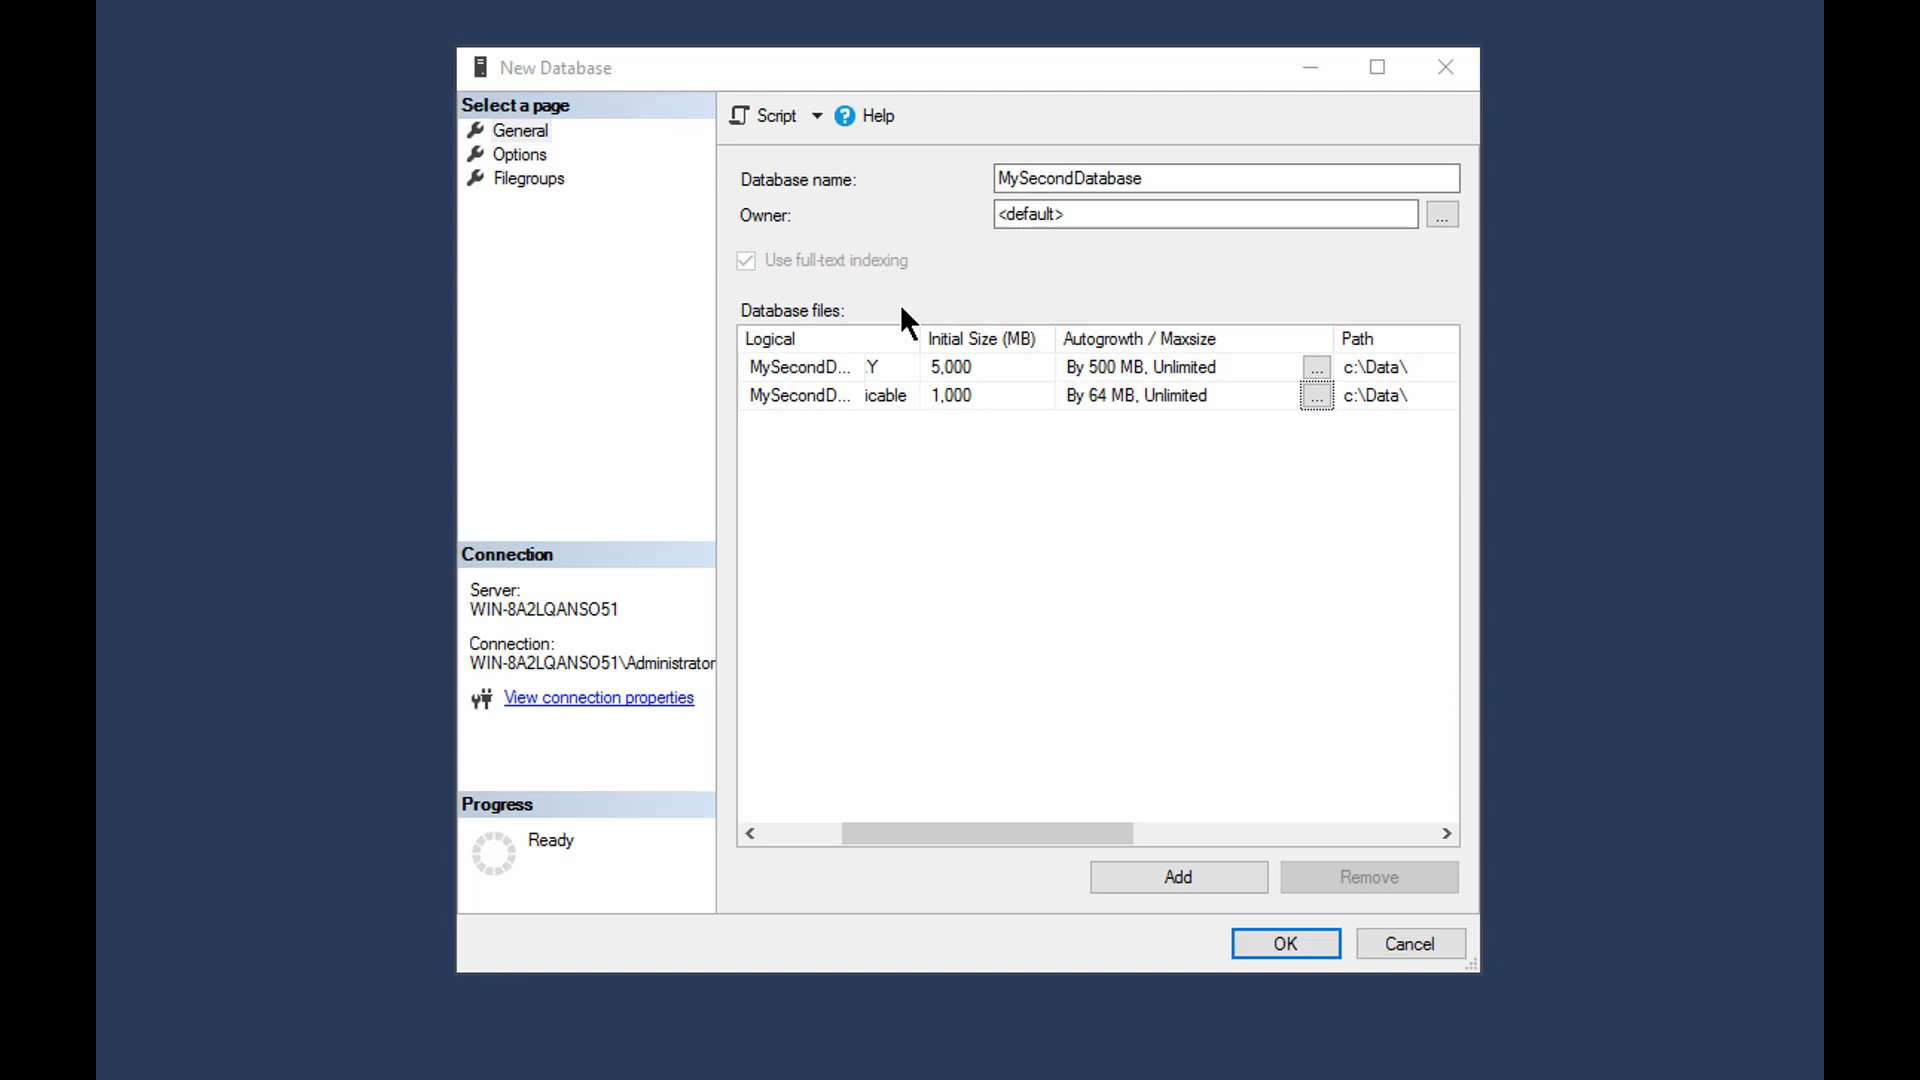 New Database
Select a page
General
Options
Filegroups
Script
Help
Database name:
MySecondDatabase
Owner:
<default>
...
Use full-text indexing
Database files:
Logical Initial Size (MB) Autogrowth / Maxsize Path
MySecondD... :Y 5,000 By 500 MB, Unlimited ... c:\Data\
MySecondD... icable 1,000 By 64 MB, Unlimited ... c:\Data\
Connection
Server:
WIN-8A2LQANSO51
Connection:
WIN-8A2LQANSO51\Administrator
View connection properties
Progress
Ready
Add
Remove
OK
Cancel